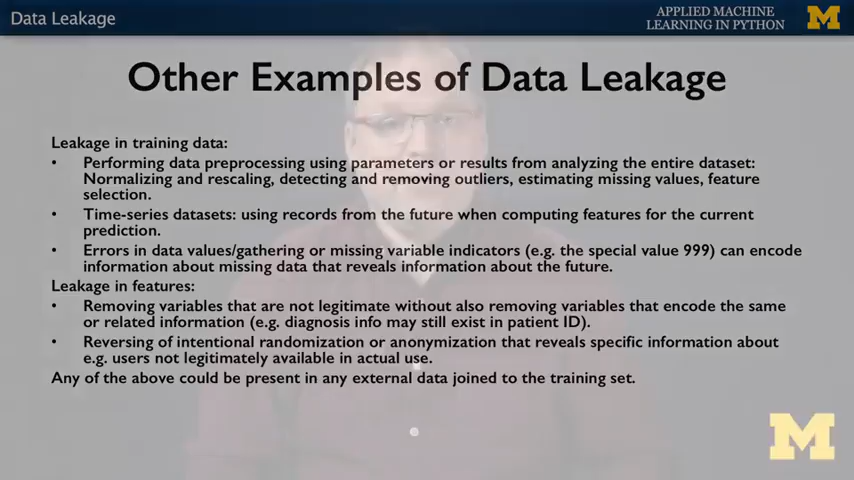 Data Leakage
APPLIED MACHINE
LEARNING IN PYTHON
M
Other Examples of Data Leakage
Leakage in training data:
• Performing data preprocessing using parameters or results from analyzing the entire dataset:
Normalizing and rescaling, detecting and removing outliers, estimating missing values, feature
selection.
• Time-series datasets: using records from the future when computing features for the current
prediction.
• Errors in data values/gathering or missing variable indicators (e.g. the special value 999) can encode
information about missing data that reveals information about the future.
Leakage in features:
• Removing variables that are not legitimate without also removing variables that encode the same
or related information (e.g. diagnosis info may still exist in patient ID).
• Reversing of intentional randomization or anonymization that reveals specific information about
e.g. users not legitimately available in actual use.
Any of the above could be present in any external data joined to the training set.
M